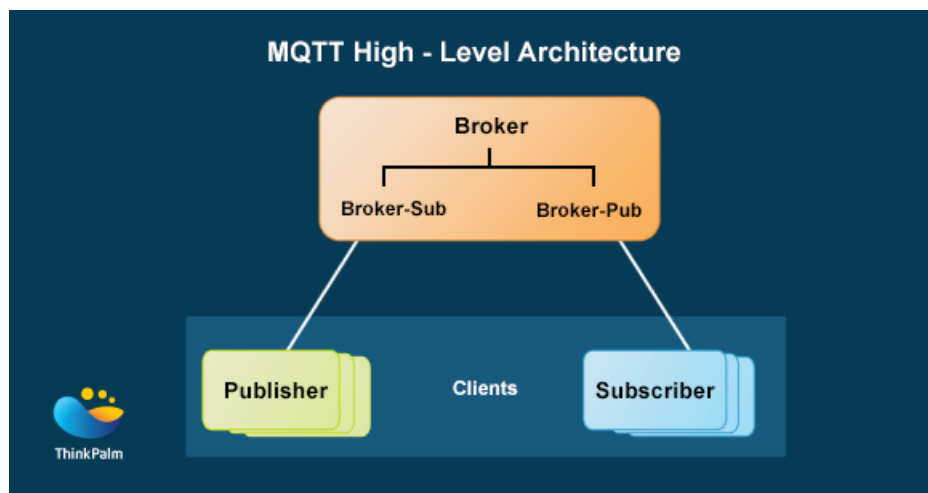 MQTT High - Level Architecture
Broker
Broker-Sub
Broker-Pub
Publisher
Clients
Subscriber
ThinkPalm